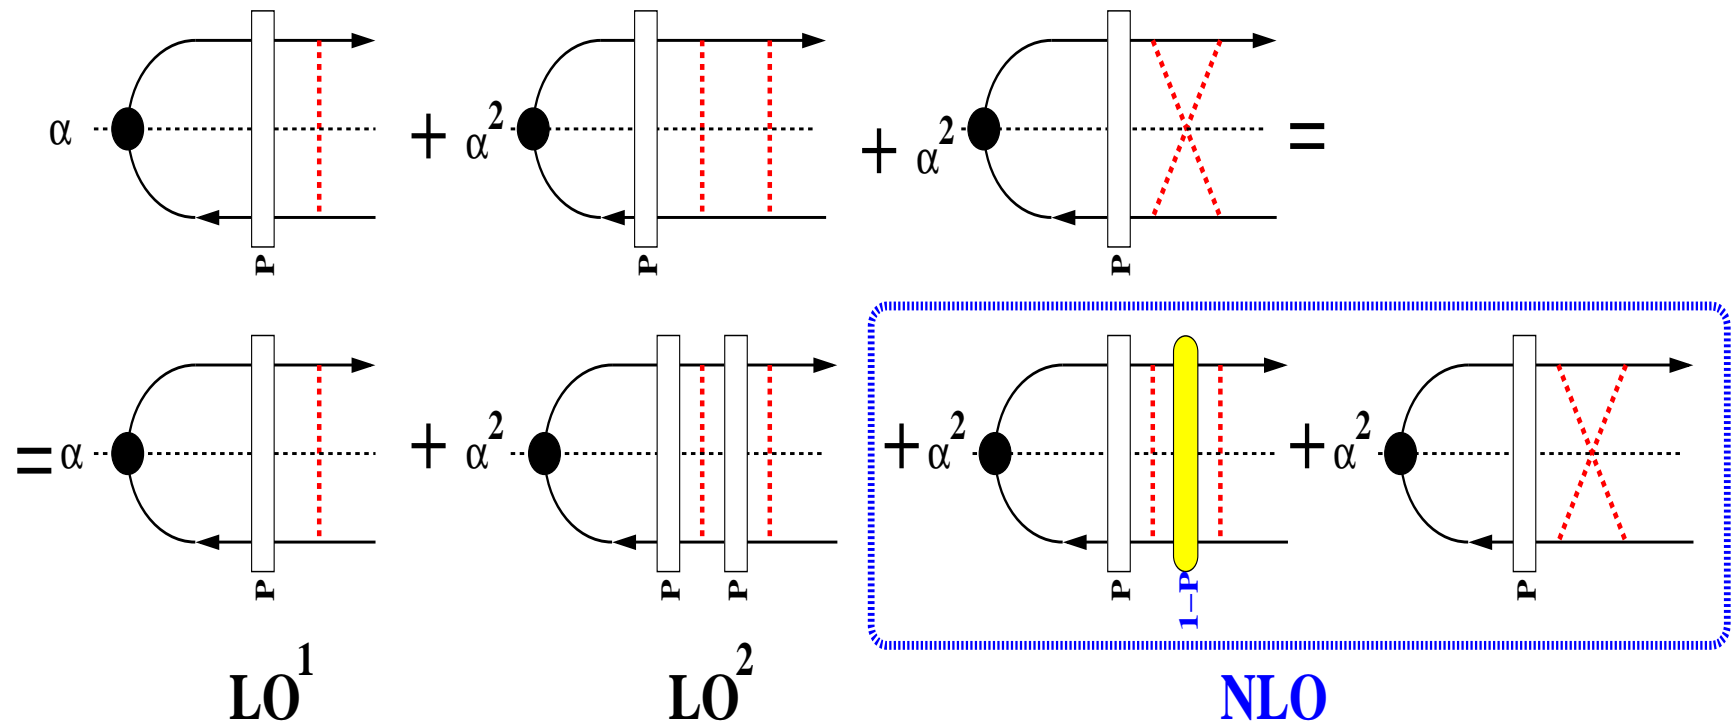 α + α² + α² =
P P P
= α + α² + α² + α²
P P P P 1−P P
LO¹ LO² NLO